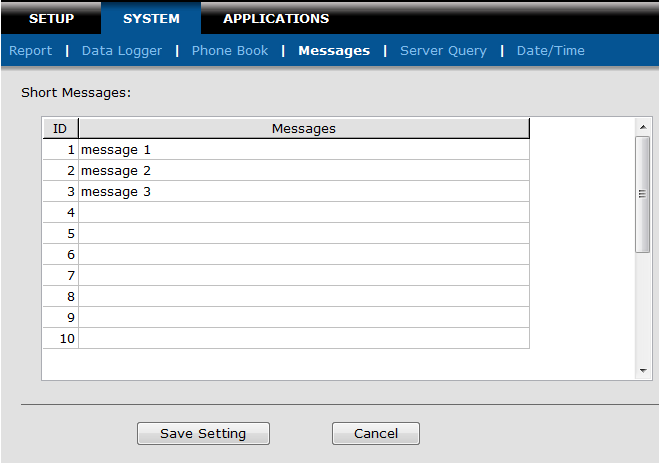 SETUP SYSTEM APPLICATIONS
Report | Data Logger | Phone Book | Messages | Server Query | Date/Time
Short Messages:
ID Messages
1 message 1
2 message 2
3 message 3
4
5
6
7
8
9
10
Save Setting Cancel